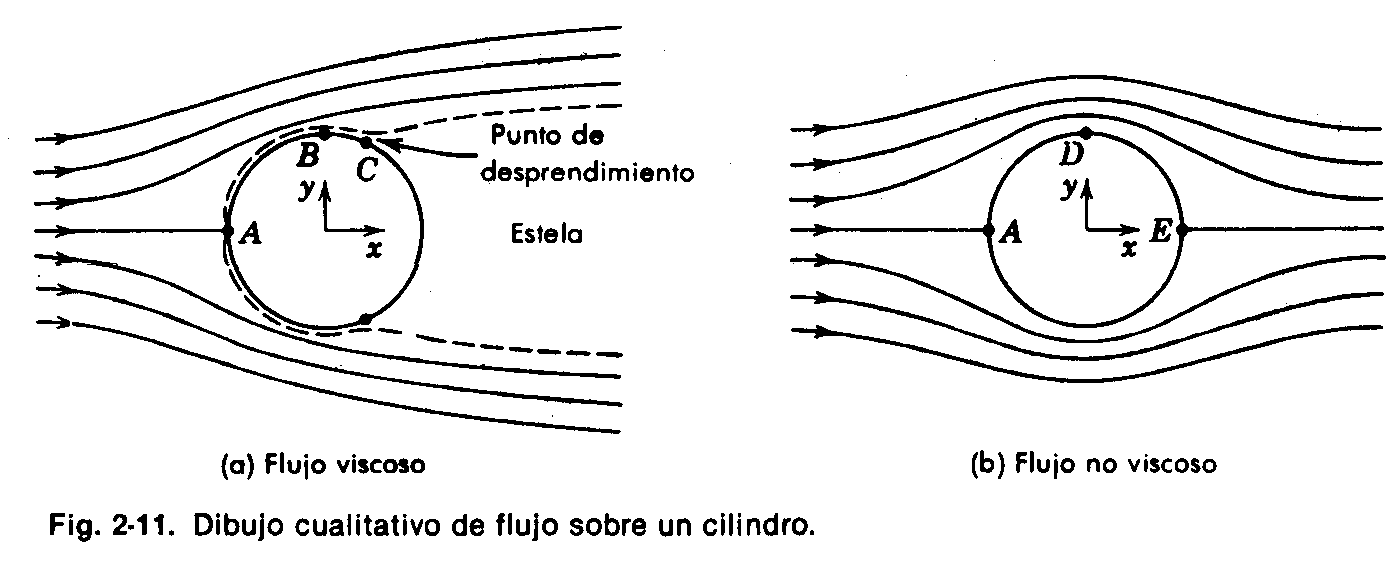 Punto de
desprendimiento
B
C
y
A
x
Estela
D
y
A
x
E
(a) Flujo viscoso
(b) Flujo no viscoso
Fig. 2-11. Dibujo cualitativo de flujo sobre un cilindro.